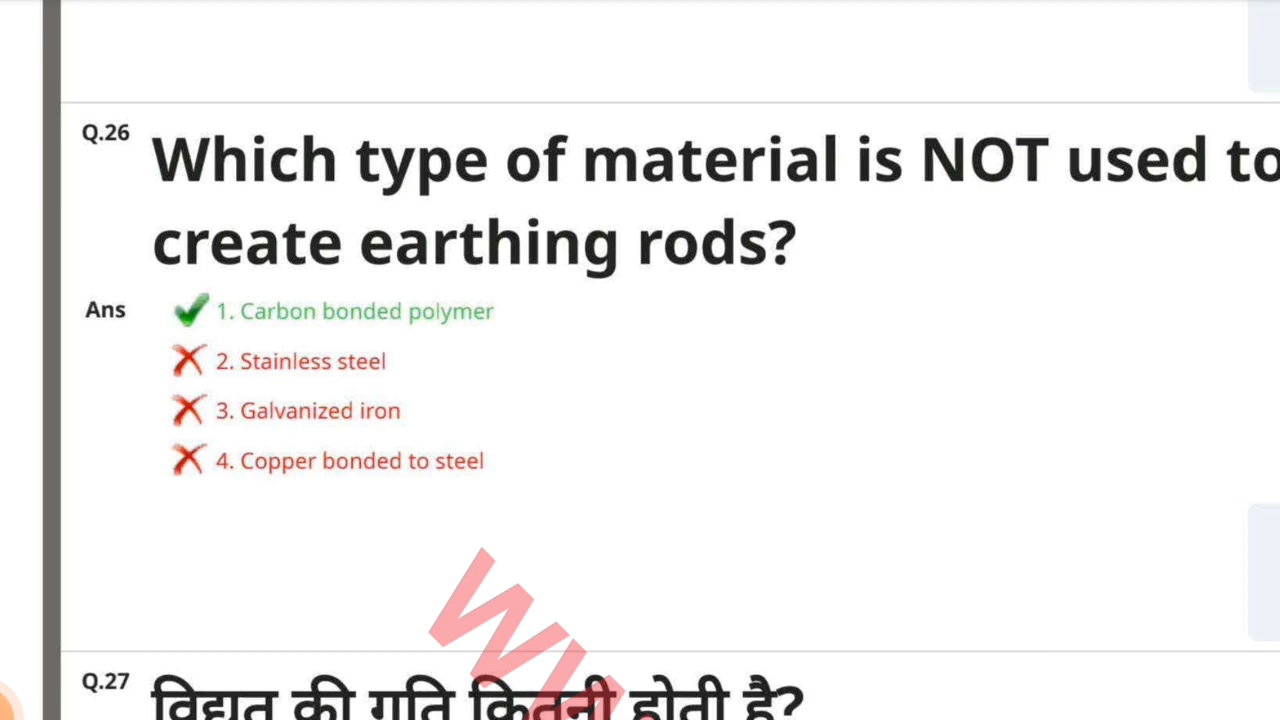 Q.26
Which type of material is NOT used to
create earthing rods?
Ans
1. Carbon bonded polymer
2. Stainless steel
3. Galvanized iron
4. Copper bonded to steel
Q.27
विद्युत की गति कितनी होती है?